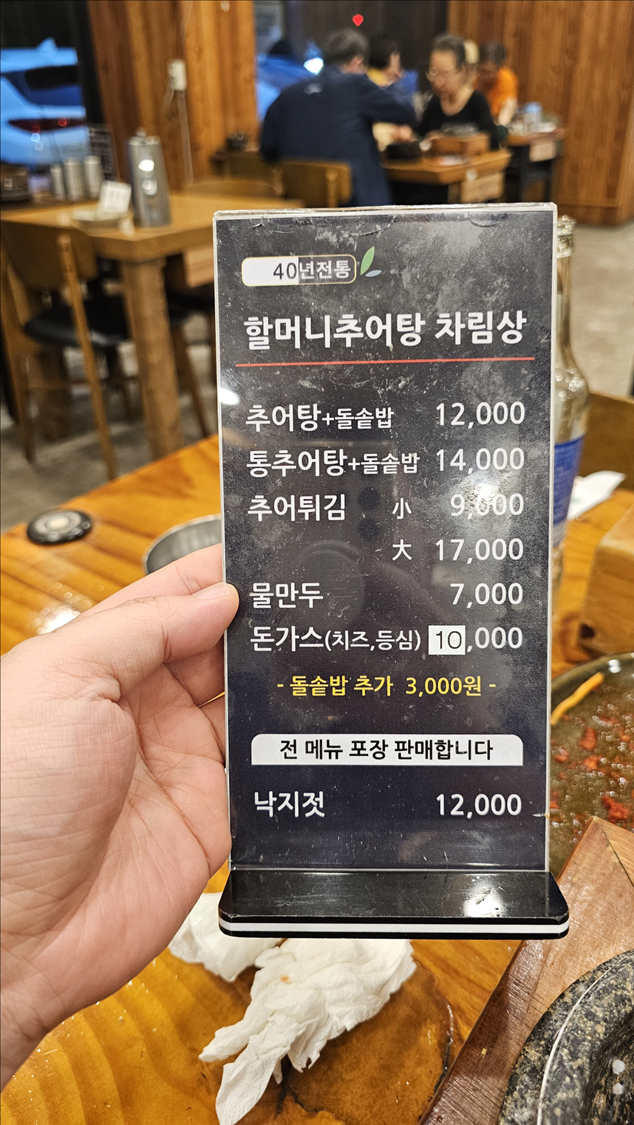 40년전통
할머니추어탕 차림상
추어탕+돌솥밥 12,000
통추어탕+돌솥밥 14,000
추어튀김 小 9,000
大 17,000
물만두 7,000
돈가스(치즈,등심) 10,000
- 돌솥밥 추가 3,000원 -
전 메뉴 포장 판매합니다
낙지젓 12,000